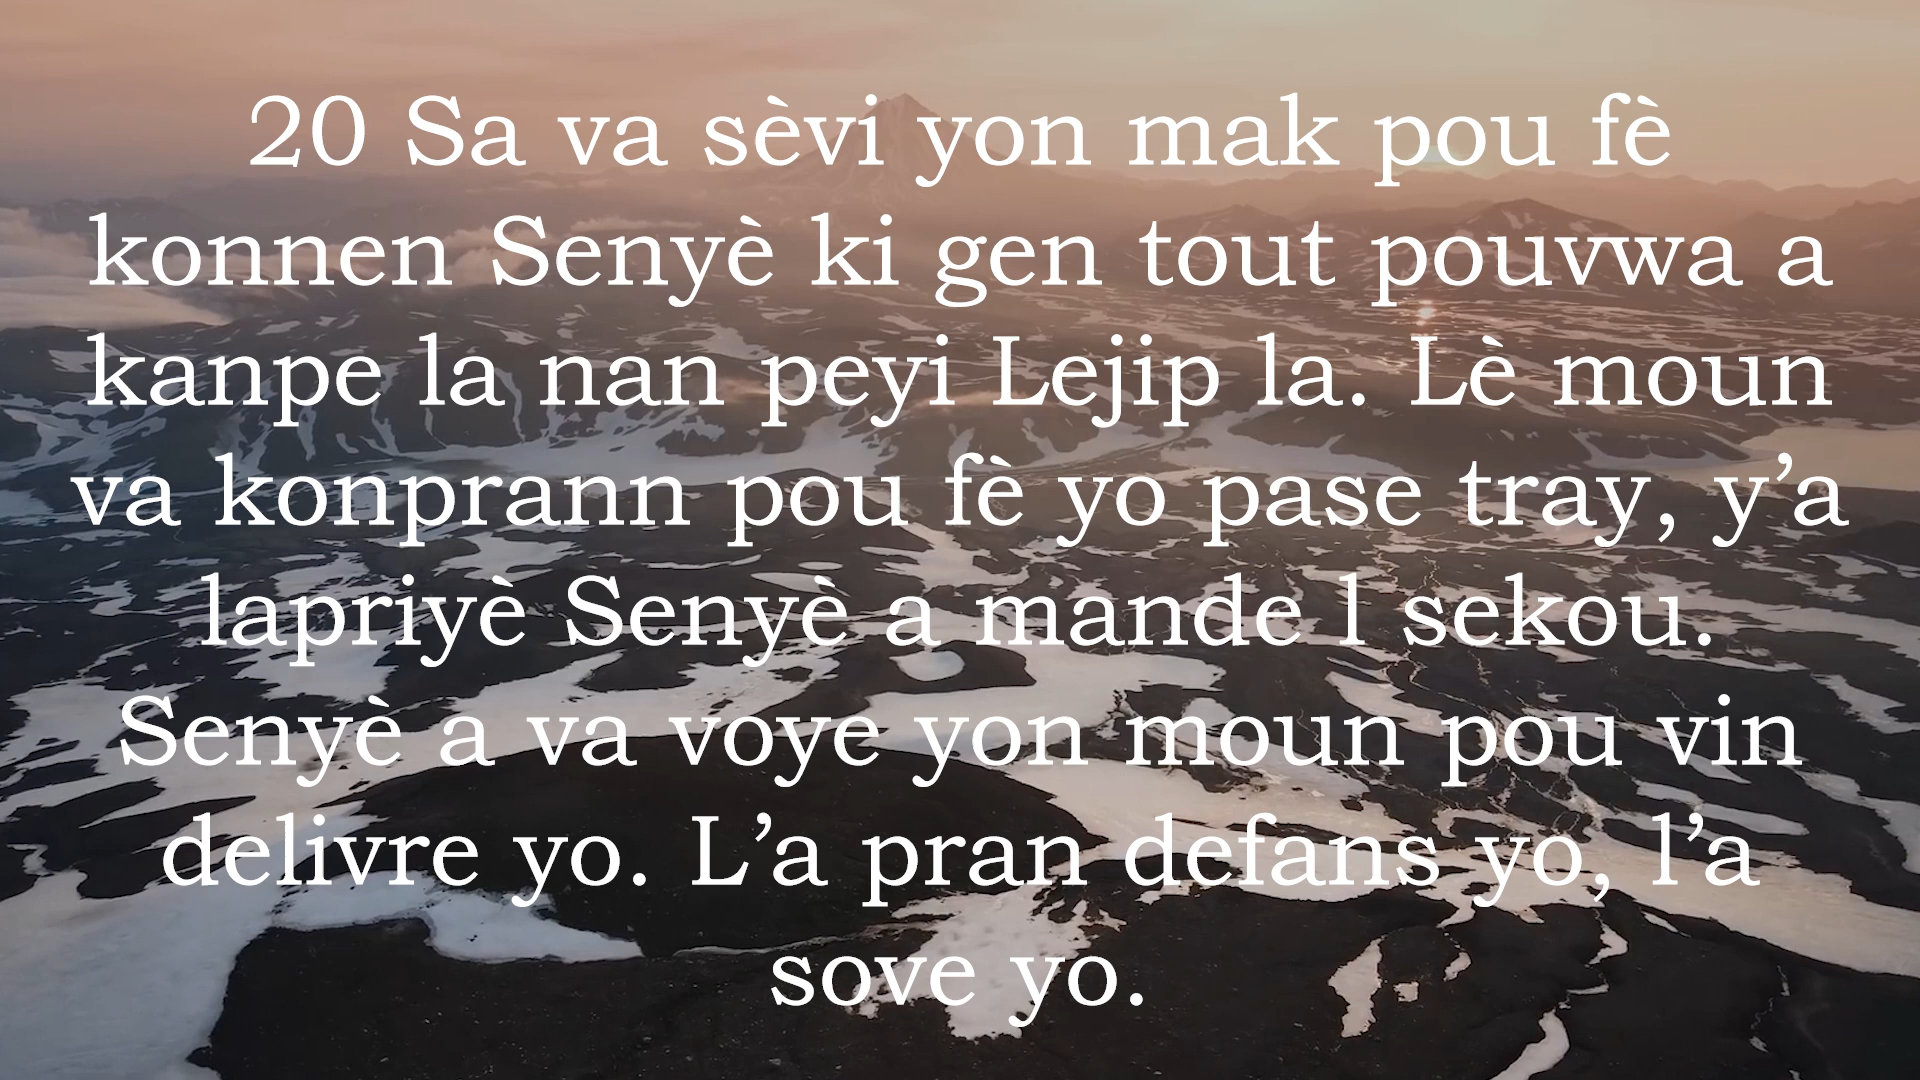 20 Sa va sèvi yon mak pou fè
konnen Senyè ki gen tout pouvwa a
kanpe la nan peyi Lejip la. Lè moun
va konprann pou fè yo pase tray, y’a
lapriyè Senyè a mande l sekou.
Senyè a va voye yon moun pou vin
delivre yo. L’a pran defans yo, l’a
sove yo.